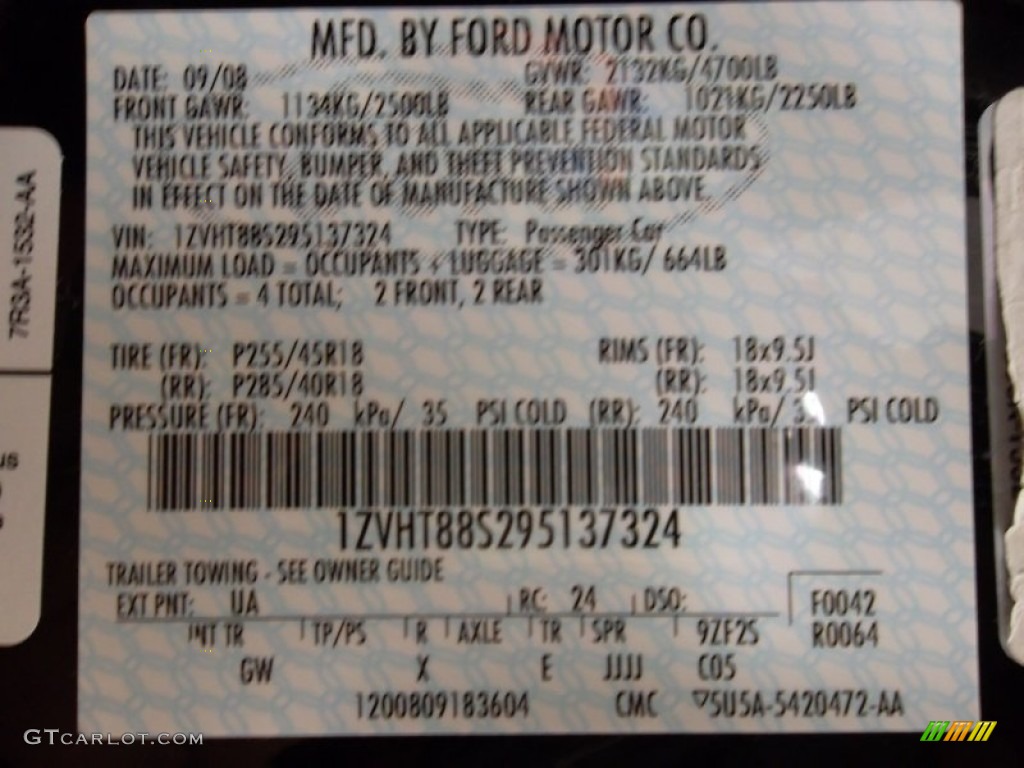 MFD. BY FORD MOTOR CO.
DATE: 09/08 GVWR: 2132KG/4700LB
FRONT GAWR: 1134KG/2500LB REAR GAWR: 1021KG/2250LB
THIS VEHICLE CONFORMS TO ALL APPLICABLE FEDERAL MOTOR
VEHICLE SAFETY, BUMPER, AND THEFT PREVENTION STANDARDS
IN EFFECT ON THE DATE OF MANUFACTURE SHOWN ABOVE.
VIN: 1ZVHT88S295137324 TYPE: Passenger Car
MAXIMUM LOAD = OCCUPANTS + LUGGAGE = 301KG/ 664LB
OCCUPANTS = 4 TOTAL; 2 FRONT, 2 REAR
TIRE (FR): P255/45R18 RIMS (FR): 18x9.5J
(RR): P285/40R18 (RR): 18x9.5J
PRESSURE (FR): 240 kPa/ 35 PSI COLD (RR): 240 kPa/ PSI COLD
1ZVHT88S295137324
TRAILER TOWING - SEE OWNER GUIDE
EXT PNT: UA RC: 24 DSO: F0042
INT TR TP/PS R AXLE TR SPR 9ZF25 R0064
GW X E JJJJ C05
1200809183604 CMC 5U5A-5420472-AA
7R3A-15532-AA
us
GTCARLOT.COM